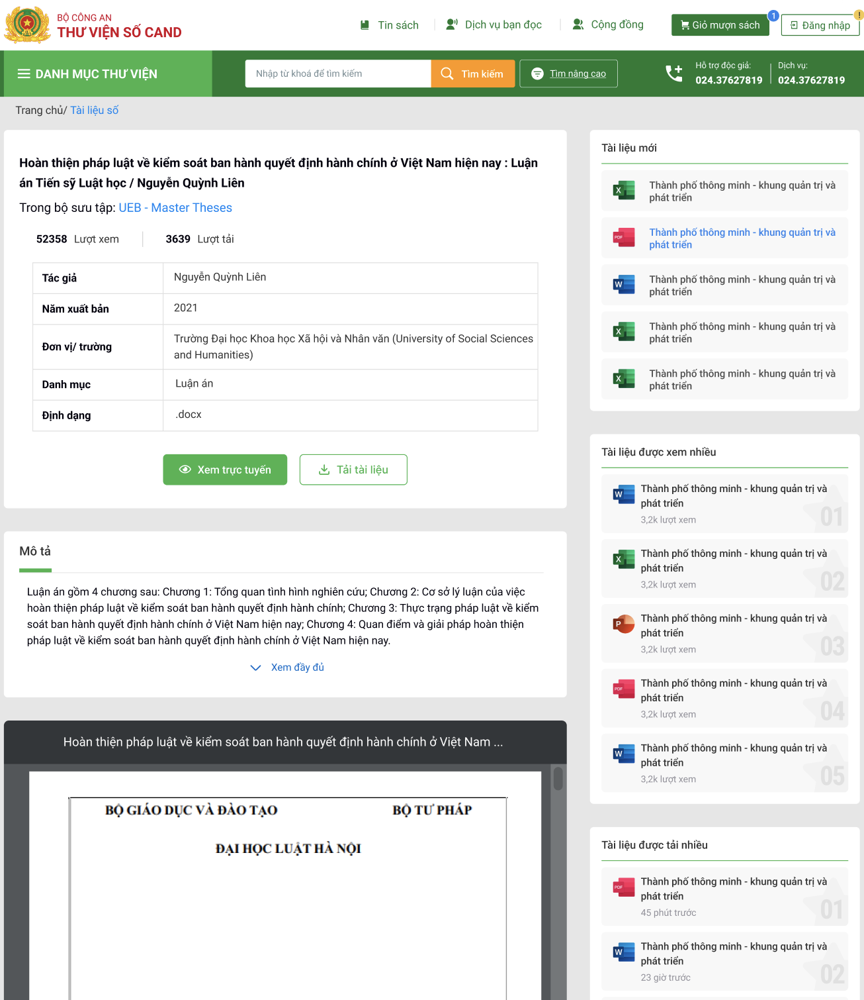 BỘ CÔNG AN
THƯ VIỆN SỐ CAND
Tin sách
Dịch vụ bạn đọc
Cộng đồng
Giỏ mượn sách
1
Đăng nhập
!
DANH MỤC THƯ VIỆN
Nhập từ khoá để tìm kiếm
Tìm kiếm
Tìm nâng cao
Hỗ trợ độc giả:
024.37627819
Dịch vụ:
024.37627819
Trang chủ/ Tài liệu số
Hoàn thiện pháp luật về kiểm soát ban hành quyết định hành chính ở Việt Nam hiện nay : Luận
án Tiến sỹ Luật học / Nguyễn Quỳnh Liên
Trong bộ sưu tập: UEB - Master Theses
52358 Lượt xem
3639 Lượt tải
Tác giả
Nguyễn Quỳnh Liên
Năm xuất bản
2021
Đơn vị/ trường
Trường Đại học Khoa học Xã hội và Nhân văn (University of Social Sciences
and Humanities)
Danh mục
Luận án
Định dạng
.docx
Xem trực tuyến
Tải tài liệu
Mô tả
Luận án gồm 4 chương sau: Chương 1: Tổng quan tình hình nghiên cứu; Chương 2: Cơ sở lý luận của việc
hoàn thiện pháp luật về kiểm soát ban hành quyết định hành chính; Chương 3: Thực trạng pháp luật về kiểm
soát ban hành quyết định hành chính ở Việt Nam hiện nay; Chương 4: Quan điểm và giải pháp hoàn thiện
pháp luật về kiểm soát ban hành quyết định hành chính ở Việt Nam hiện nay.
Xem đầy đủ
Hoàn thiện pháp luật về kiểm soát ban hành quyết định hành chính ở Việt Nam ...
BỘ GIÁO DỤC VÀ ĐÀO TẠO
BỘ TƯ PHÁP
ĐẠI HỌC LUẬT HÀ NỘI
Tài liệu mới
X
Thành phố thông minh - khung quản trị và
phát triển
PDF
Thành phố thông minh - khung quản trị và
phát triển
W
Thành phố thông minh - khung quản trị và
phát triển
X
Thành phố thông minh - khung quản trị và
phát triển
X
Thành phố thông minh - khung quản trị và
phát triển
Tài liệu được xem nhiều
W
Thành phố thông minh - khung quản trị và
phát triển
3,2k lượt xem
01
X
Thành phố thông minh - khung quản trị và
phát triển
3,2k lượt xem
02
P
Thành phố thông minh - khung quản trị và
phát triển
3,2k lượt xem
03
PDF
Thành phố thông minh - khung quản trị và
phát triển
3,2k lượt xem
04
W
Thành phố thông minh - khung quản trị và
phát triển
3,2k lượt xem
05
Tài liệu được tải nhiều
PDF
Thành phố thông minh - khung quản trị và
phát triển
45 phút trước
01
W
Thành phố thông minh - khung quản trị và
phát triển
23 giờ trước
02